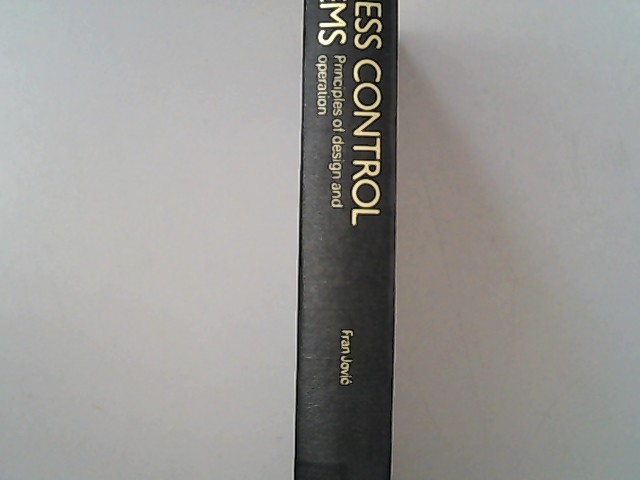 ESS CONTROL
EMS
Principles of design and
operation
Fran Jović